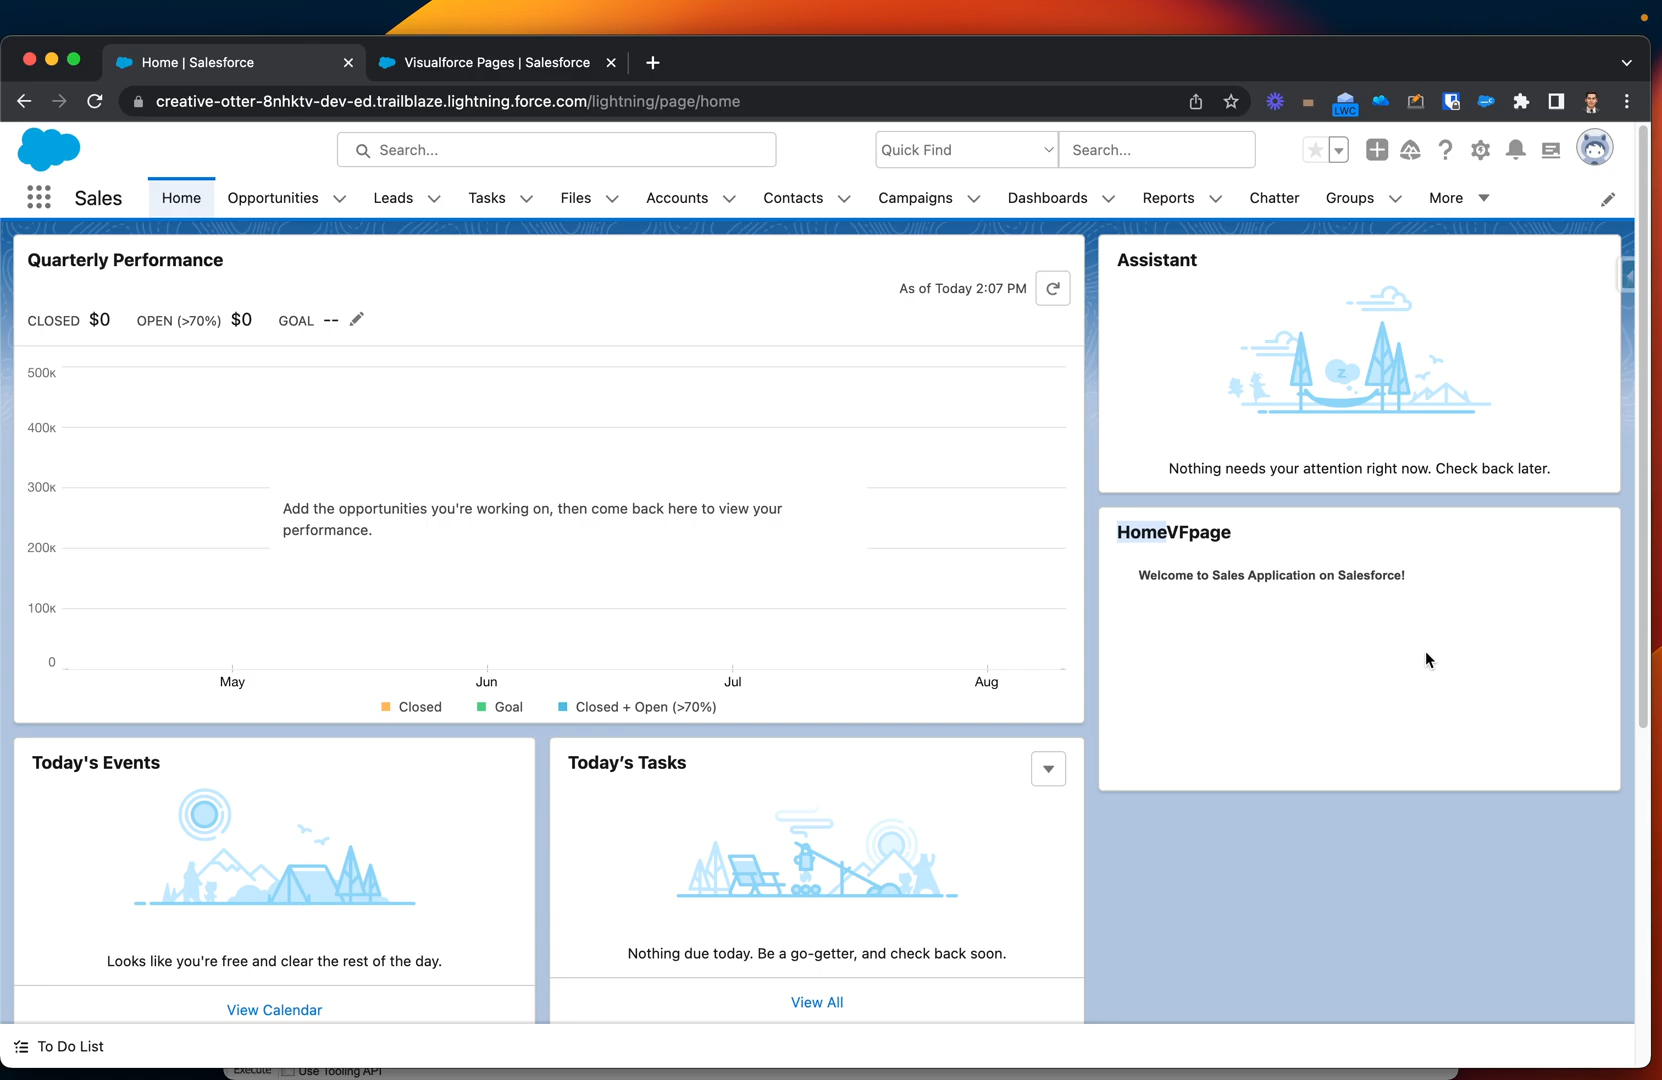 Home | Salesforce
Visualforce Pages | Salesforce
creative-otter-8nhktv-dev-ed.trailblaze.lightning.force.com/lightning/page/home
LWC
Search...
Quick Find
Search...
Sales
Home
Opportunities
Leads
Tasks
Files
Accounts
Contacts
Campaigns
Dashboards
Reports
Chatter
Groups
More
Quarterly Performance
As of Today 2:07 PM
CLOSED $0 OPEN (>70%) $0 GOAL --
500K
400K
300K
200K
100K
0
Add the opportunities you're working on, then come back here to view your
performance.
May
Jun
Jul
Aug
Closed
Goal
Closed + Open (>70%)
Assistant
z
Nothing needs your attention right now. Check back later.
HomeVFpage
Welcome to Sales Application on Salesforce!
Today's Events
Looks like you're free and clear the rest of the day.
View Calendar
Today’s Tasks
Nothing due today. Be a go-getter, and check back soon.
View All
To Do List
Execute Use Tooling API